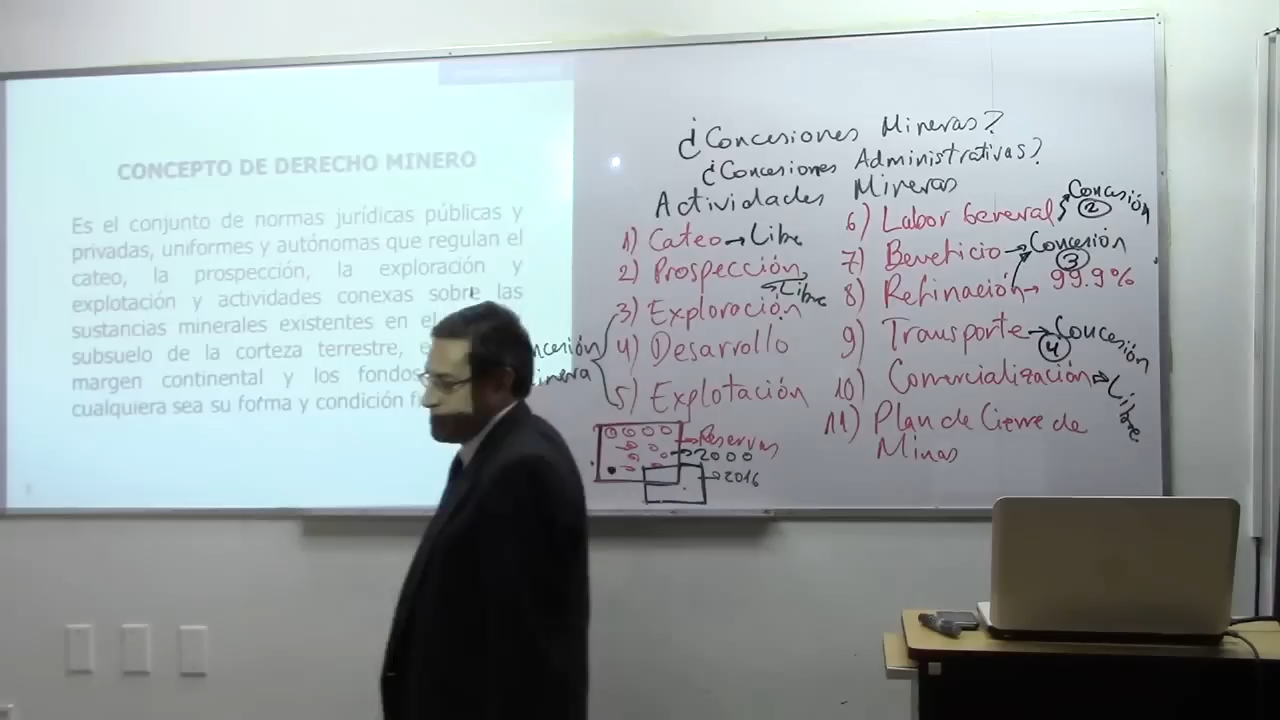 CONCEPTO DE DERECHO MINERO
Es el conjunto de normas jurídicas públicas y
privadas, uniformes y autónomas que regulan el
cateo, la prospección, la exploración y
explotación y actividades conexas sobre las
sustancias minerales existentes en el
subsuelo de la corteza terrestre,
margen continental y los fondos
cualquiera sea su forma y condición
¿Concesiones Mineras?
¿Concesiones Administrativas?
Actividades Mineras
1) Cateo → Libre
2) Prospección
Libre
3) Exploración
4) Desarrollo
5) Explotación
Reservas
2000
2016
6) Labor General
Concesión
2
7) Beneficio → Concesión
3
8) Refinación → 99.9%
9) Transporte → Concesión
4
10) Comercialización → Libre
11) Plan de Cierre de
Minas